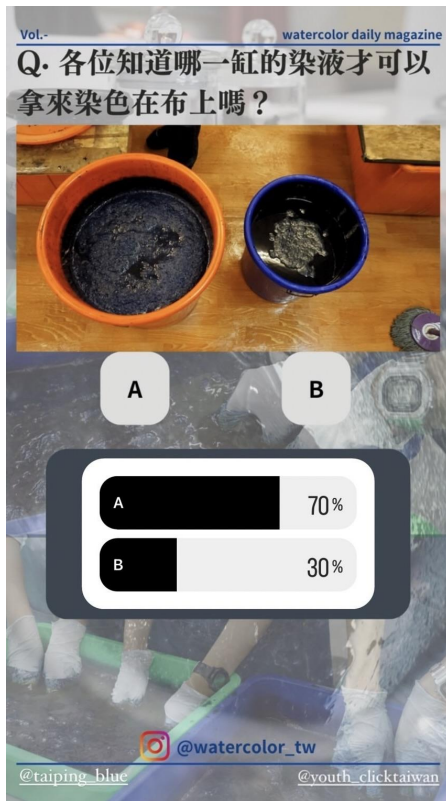 Vol.-
watercolor daily magazine
Q. 各位知道哪一缸的染液才可以
拿來染色在布上嗎？
A
B
A 70%
B 30%
@watercolor_tw
@taiping_blue
@youth_clicktaiwan